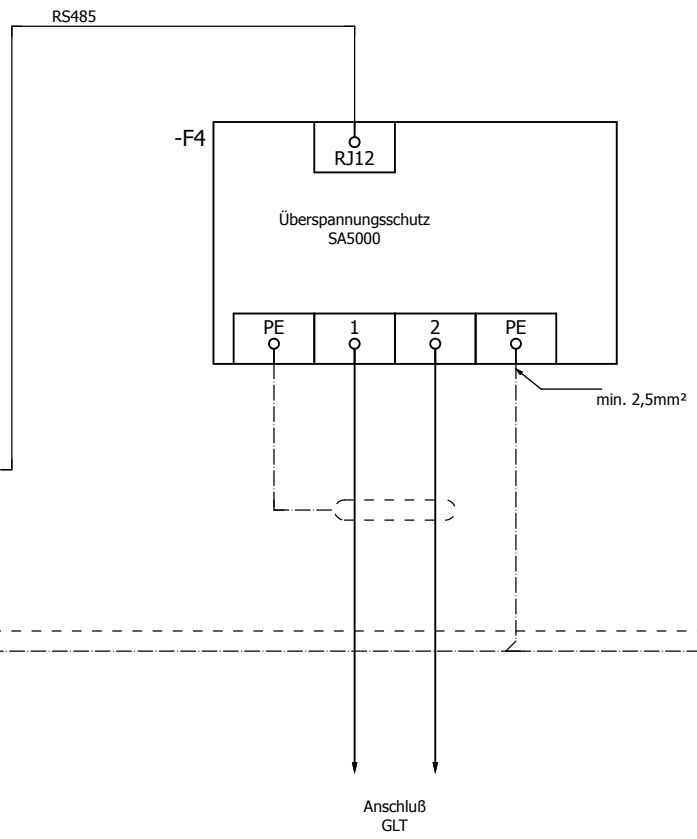 RS485
-F4
RJ12
Überspannungsschutz
SA5000
PE 1 2 PE
min. 2,5mm²
Anschluß
GLT